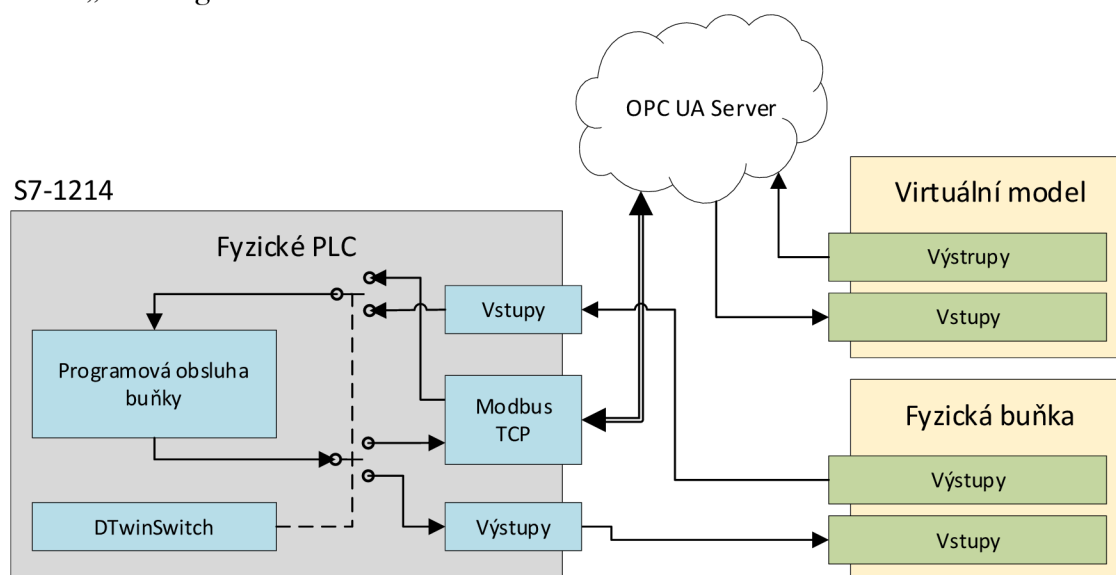 OPC UA Server
S7-1214
Fyzické PLC
Vstupy
Programová obsluha
buňky
Modbus
TCP
DTwinSwitch
Výstupy
Virtuální model
Výstrupy
Vstupy
Fyzická buňka
Výstupy
Vstupy